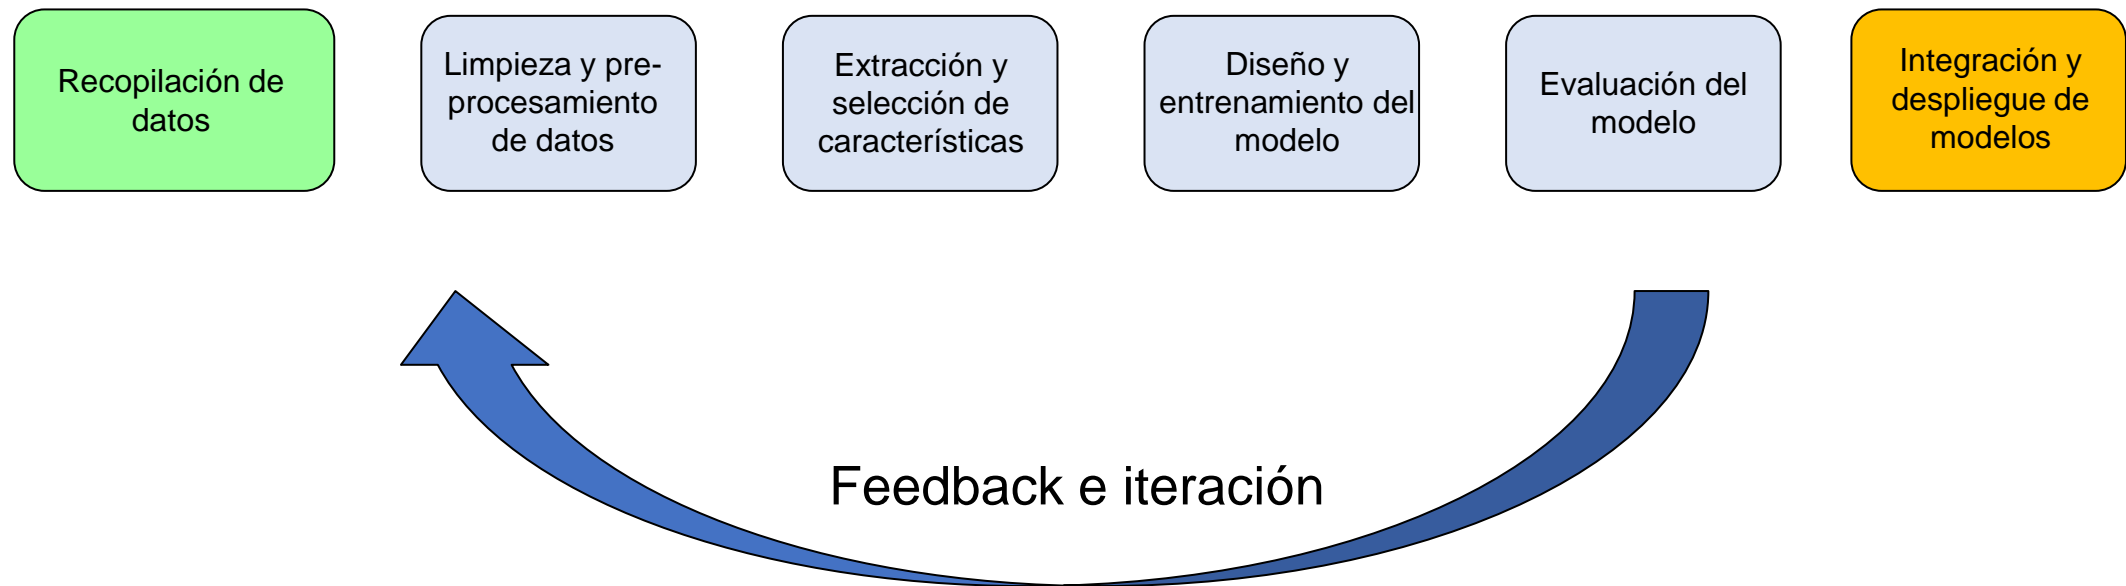 Recopilación de
datos
Limpieza y pre-
procesamiento
de datos
Extracción y
selección de
características
Diseño y
entrenamiento del
modelo
Evaluación del
modelo
Integración y
despliegue de
modelos
Feedback e iteración